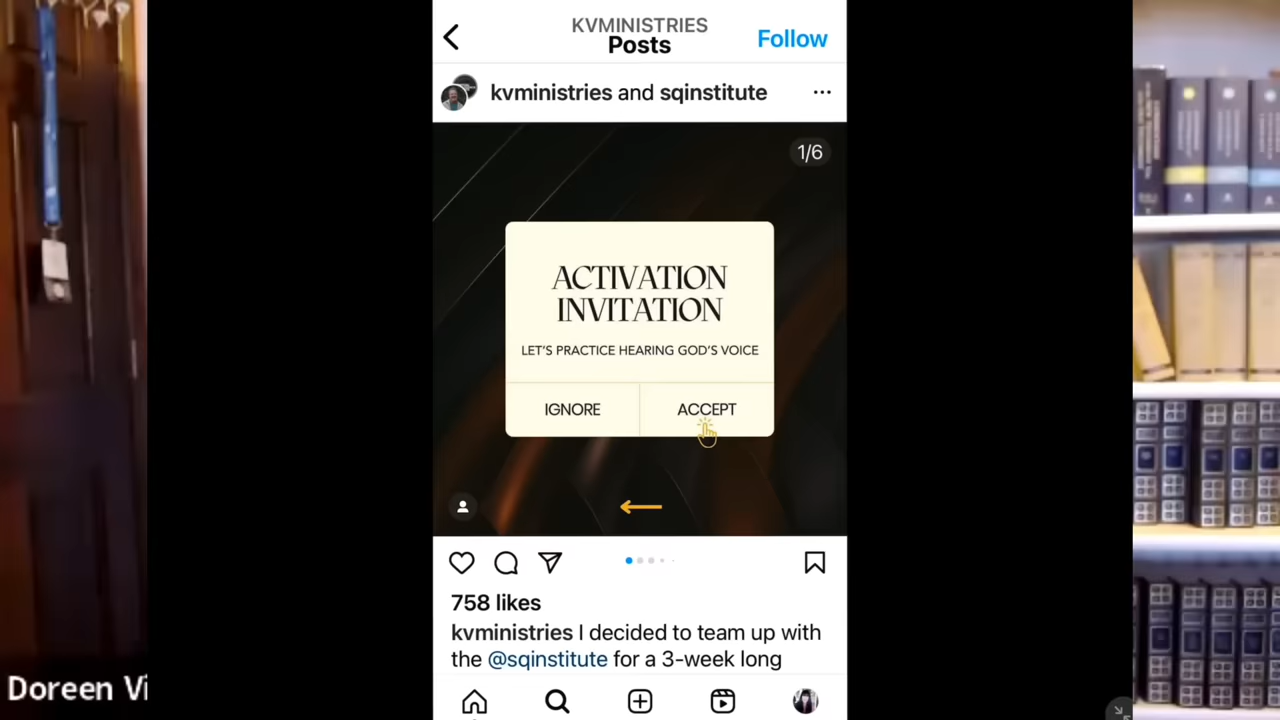 KVMINISTRIES
Posts
Follow
kvministries and sqinstitute
1/6
ACTIVATION
INVITATION
LET'S PRACTICE HEARING GOD'S VOICE
IGNORE
ACCEPT
758 likes
kvministries I decided to team up with
the @sqinstitute for a 3-week long
Doreen Vi